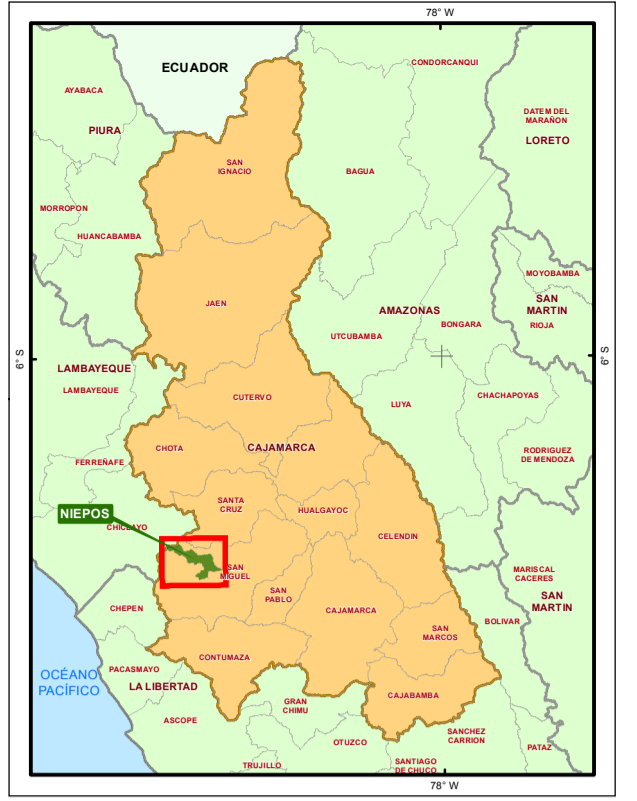 78° W
ECUADOR
CONDORCANQUI
AYABACA
DATEM DEL
MARAÑON
PIURA
LORETO
SAN
IGNACIO
BAGUA
MORROPON
HUANCABAMBA
MOYOBAMBA
SAN
MARTIN
JAEN
AMAZONAS
BONGARA
RIOJA
UTCUBAMBA
6° S
6° S
LAMBAYEQUE
LAMBAYEQUE
CUTERVO
CHACHAPOYAS
LUYA
CHOTA
CAJAMARCA
RODRIGUEZ
DE MENDOZA
FERREÑAFE
SANTA
CRUZ
HUALGAYOC
NIEPOS
CHICLAYO
CELENDIN
SAN
MIGUEL
MARISCAL
CACERES
SAN
PABLO
SAN
MARTIN
CHEPEN
CAJAMARCA
BOLIVAR
SAN
MARCOS
CONTUMAZA
PACASMAYO
OCÉANO
PACÍFICO
LA LIBERTAD
CAJABAMBA
GRAN
CHIMU
ASCOPE
SANCHEZ
CARRION
OTUZCO
PATAZ
TRUJILLO
SANTIAGO
DE CHUCO
78° W